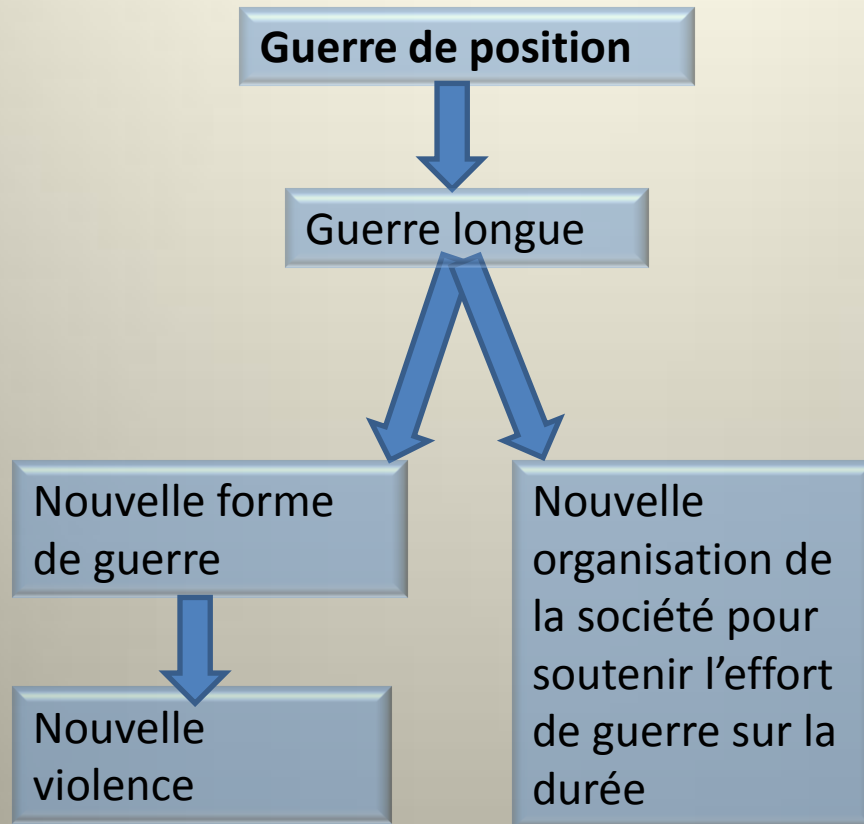 Guerre de position
Guerre longue
Nouvelle forme
de guerre
Nouvelle
violence
Nouvelle
organisation de
la société pour
soutenir l’effort
de guerre sur la
durée